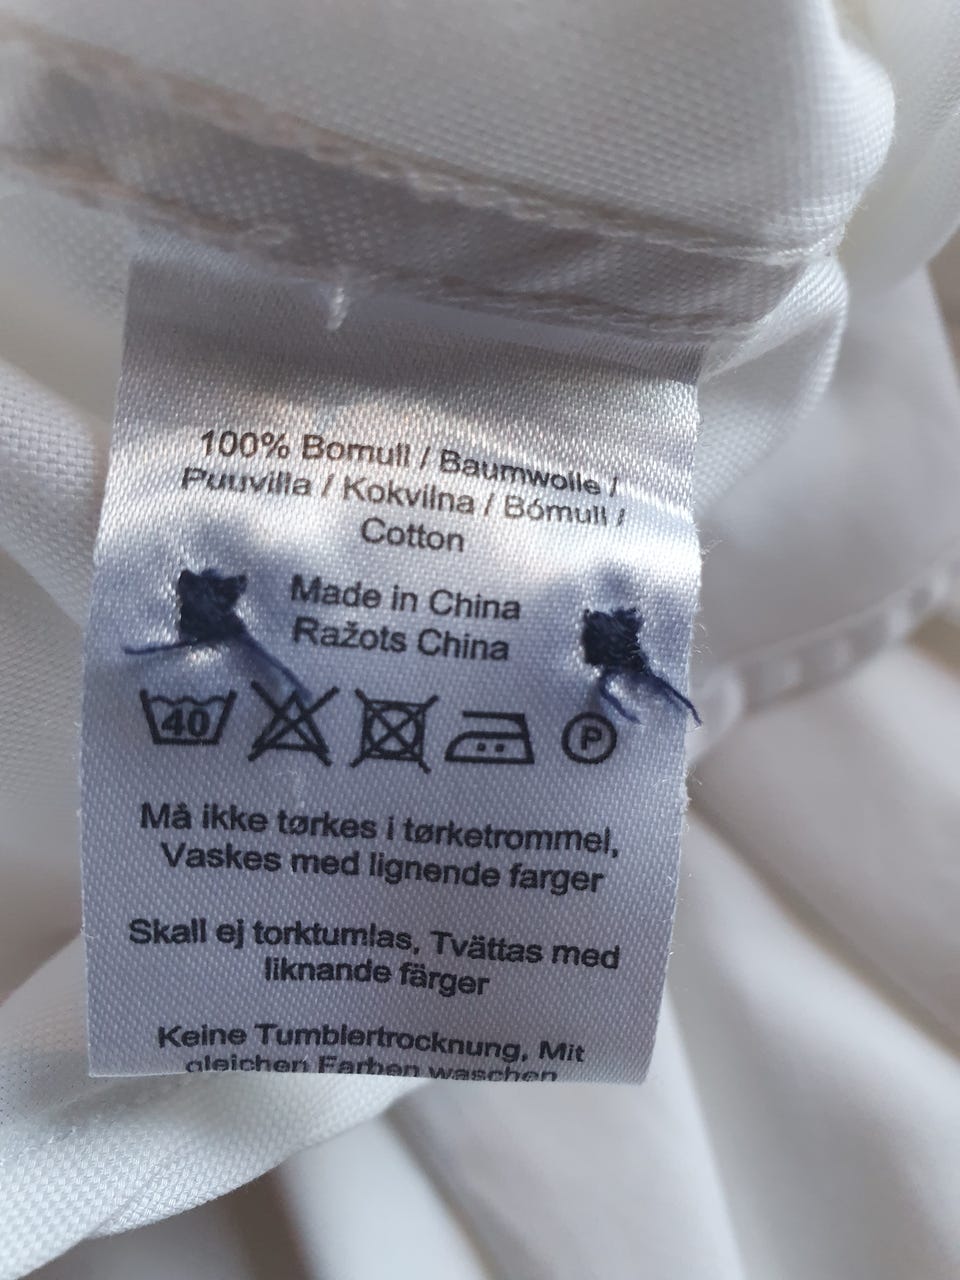 100% Bomull / Baumwolle /
Puuvilla / Kokvilna / Bómull /
Cotton
Made in China
Ražots China
40
P
Må ikke tørkes i tørketrommel,
Vaskes med lignende farger
Skall ej torktumlas, Tvättas med
liknande färger
Keine Tumblertrocknung, Mit
gleichen Farben waschen